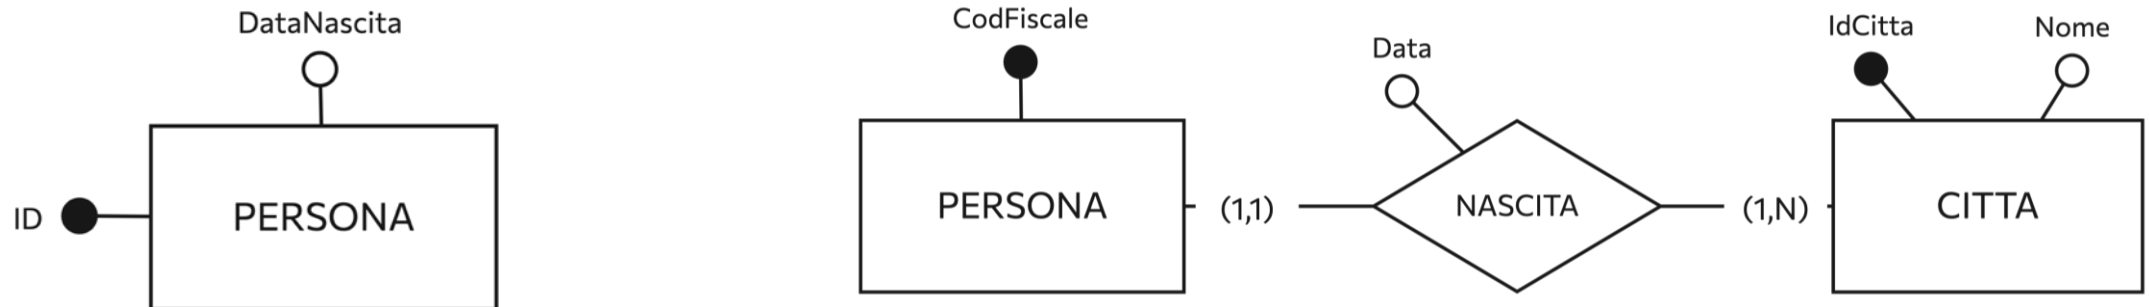 DataNascita
ID
PERSONA
CodFiscale
PERSONA
(1,1)
Data
NASCITA
(1,N)
IdCitta
Nome
CITTA